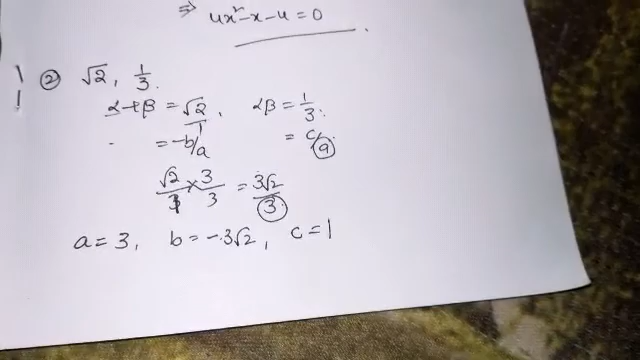 ⇒ 4x² - x - 4 = 0
② √2, 1/3.
α+β = √2/1, αβ = 1/3.
= -b/a = c/a
√2/1 × 3/3 = 3√2/3
a = 3, b = -3√2, c = 1